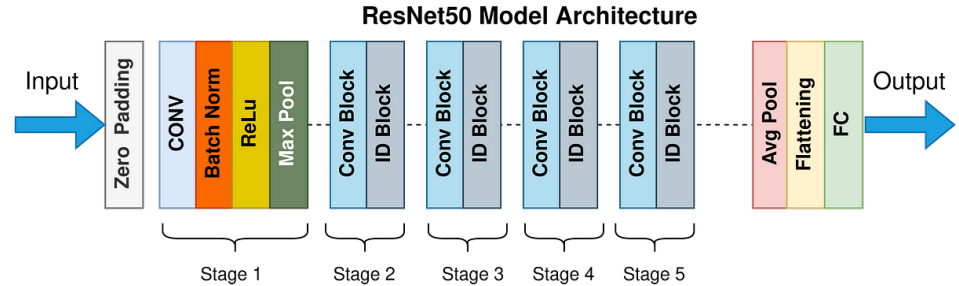 ResNet50 Model Architecture
Input
Zero Padding
CONV
Batch Norm
ReLu
Max Pool
Conv Block
ID Block
Conv Block
ID Block
Conv Block
ID Block
Conv Block
ID Block
Avg Pool
Flattening
FC
Output
Stage 1
Stage 2
Stage 3
Stage 4
Stage 5